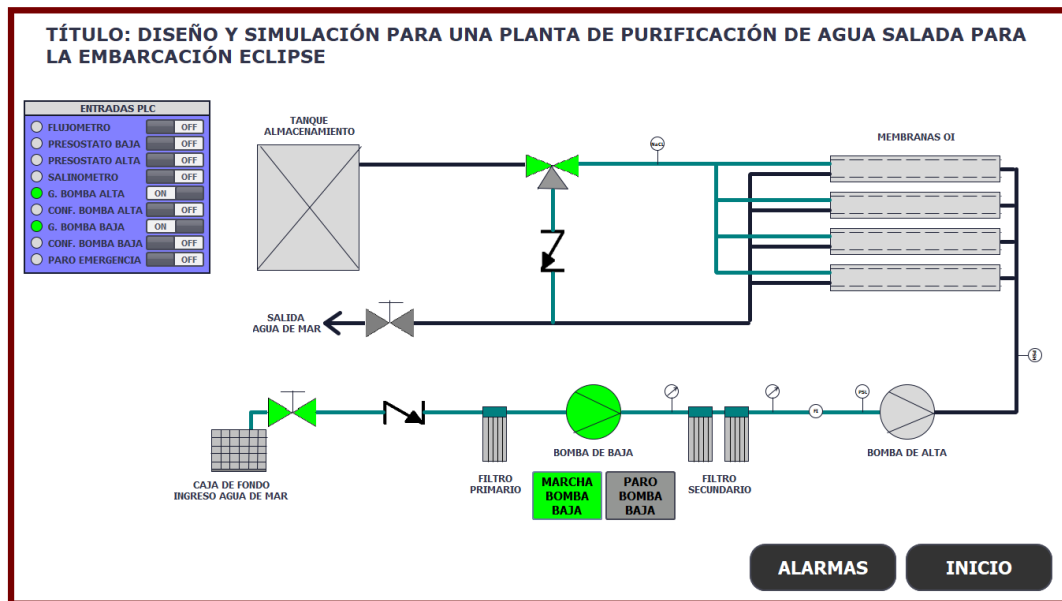 TÍTULO: DISEÑO Y SIMULACIÓN PARA UNA PLANTA DE PURIFICACIÓN DE AGUA SALADA PARA
LA EMBARCACIÓN ECLIPSE
ENTRADAS PLC
FLUJOMETRO OFF
PRESOSTATO BAJA OFF
PRESOSTATO ALTA OFF
SALINOMETRO OFF
G. BOMBA ALTA ON
CONF. BOMBA ALTA OFF
G. BOMBA BAJA ON
CONF. BOMBA BAJA OFF
PARO EMERGENCIA OFF
TANQUE
ALMACENAMIENTO
NaCL
MEMBRANAS OI
SALIDA
AGUA DE MAR
PSL
FS
BOMBA DE BAJA
BOMBA DE ALTA
CAJA DE FONDO
INGRESO AGUA DE MAR
FILTRO
PRIMARIO
MARCHA
BOMBA
BAJA
PARO
BOMBA
BAJA
FILTRO
SECUNDARIO
ALARMAS
INICIO